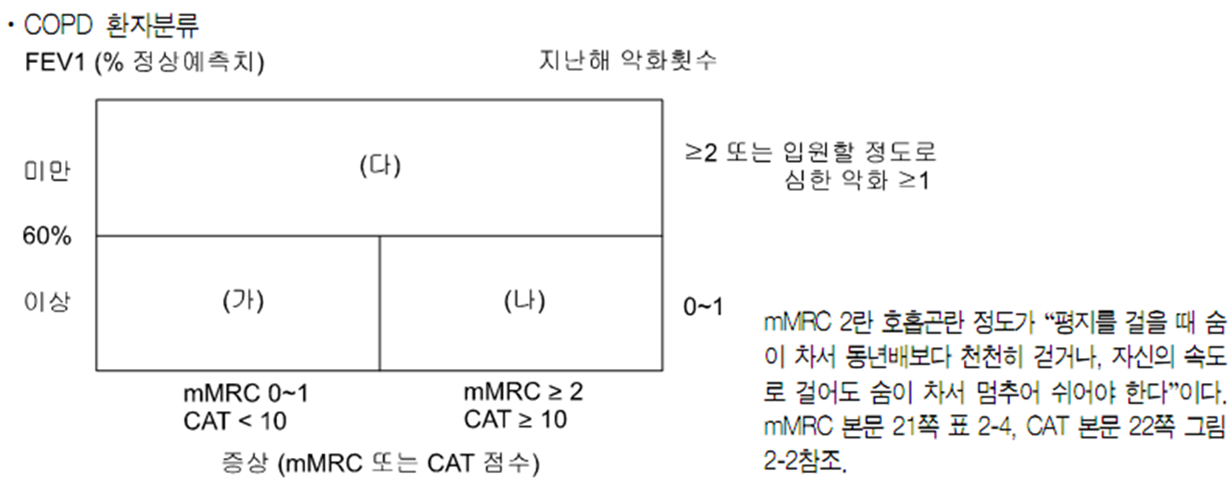 · COPD 환자분류
FEV1 (% 정상예측치)
지난해 악화횟수
미만
(다)
≥2 또는 입원할 정도로
심한 악화 ≥1
60%
이상
(가)
(나)
0~1
mMRC 0~1
CAT < 10
mMRC ≥ 2
CAT ≥ 10
증상 (mMRC 또는 CAT 점수)
mMRC 2란 호흡곤란 정도가 “평지를 걸을 때 숨
이 차서 동년배보다 천천히 걷거나, 자신의 속도
로 걸어도 숨이 차서 멈추어 쉬어야 한다”이다.
mMRC 본문 21쪽 표 2-4, CAT 본문 22쪽 그림
2-2참조.